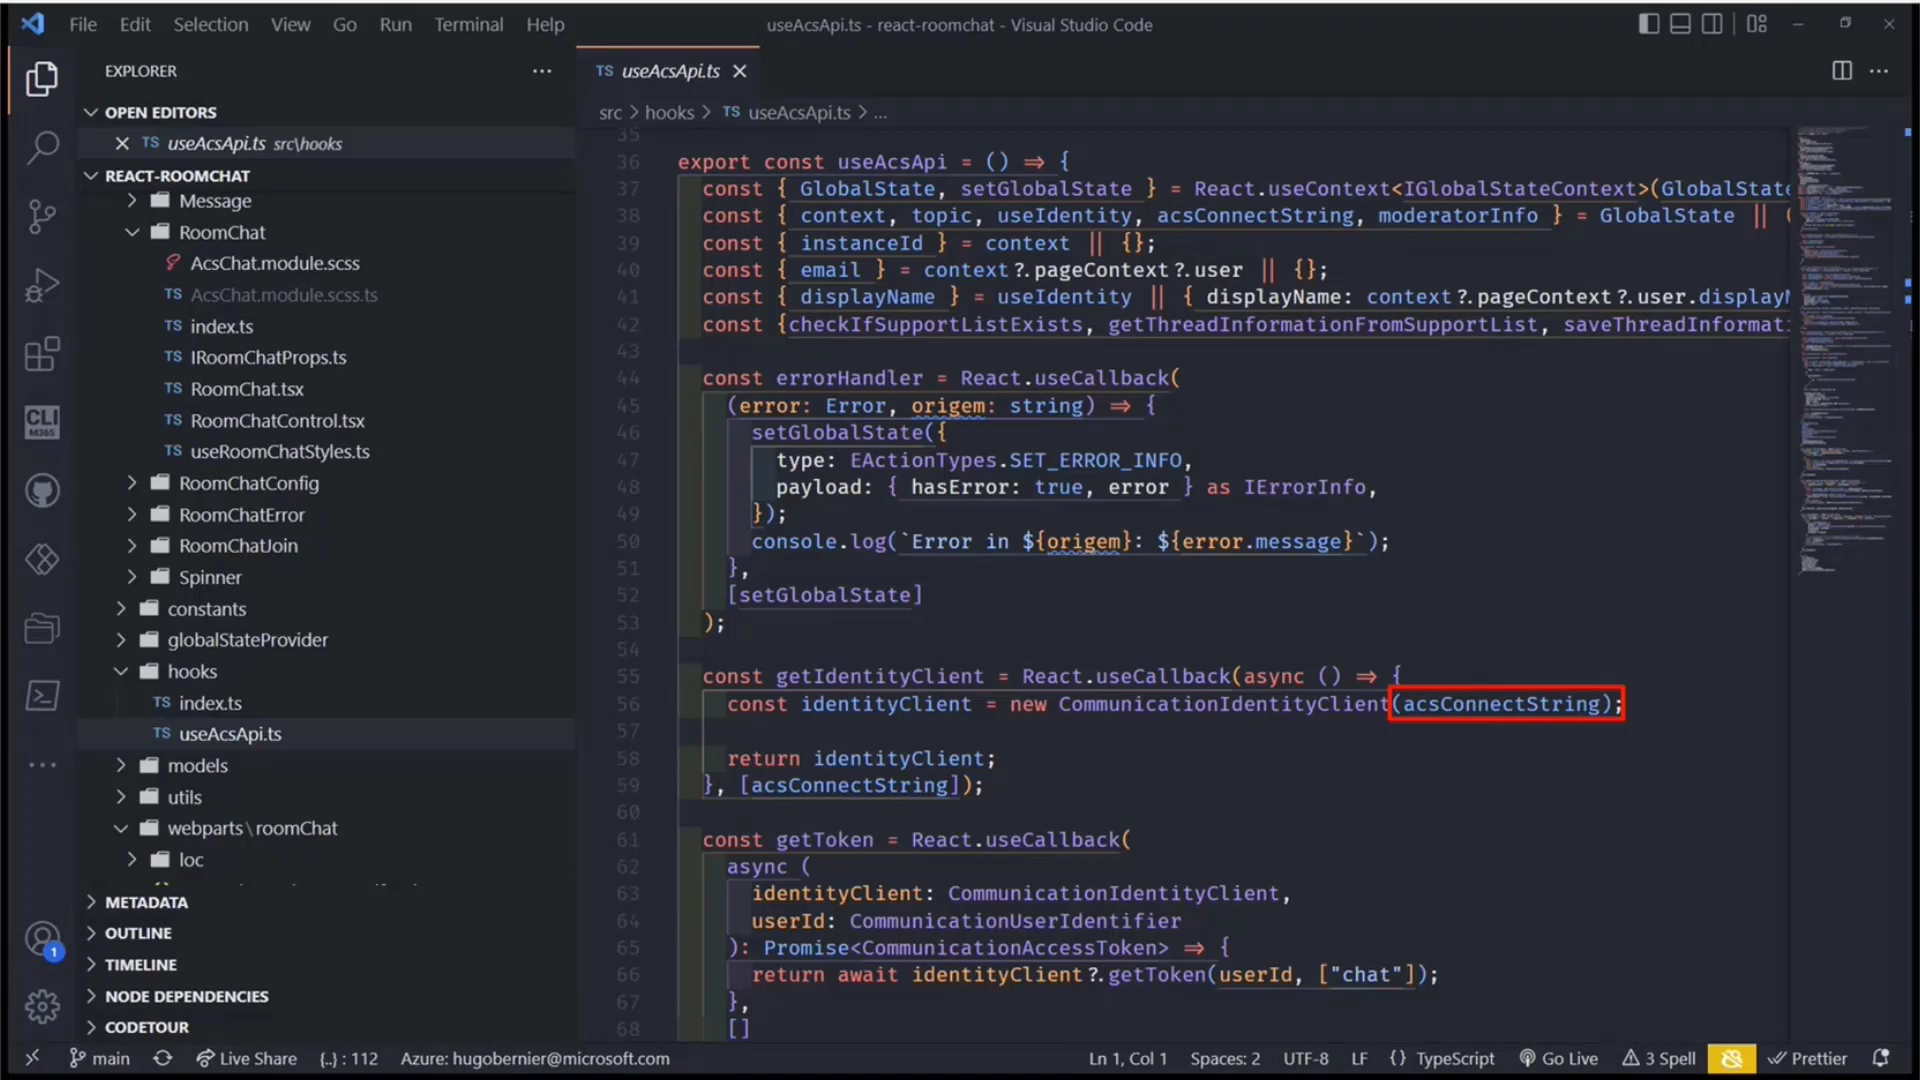 File Edit Selection View Go Run Terminal Help
useAcsApi.ts - react-roomchat - Visual Studio Code
EXPLORER
OPEN EDITORS
TS useAcsApi.ts src\hooks
REACT-ROOMCHAT
Message
RoomChat
AcsChat.module.scss
TS AcsChat.module.scss.ts
TS index.ts
TS IRoomChatProps.ts
TS RoomChat.tsx
TS RoomChatControl.tsx
TS useRoomChatStyles.ts
RoomChatConfig
RoomChatError
RoomChatJoin
Spinner
constants
globalStateProvider
hooks
TS index.ts
TS useAcsApi.ts
models
utils
webparts\roomChat
loc
METADATA
OUTLINE
TIMELINE
NODE DEPENDENCIES
CODETOUR
CLI
M365
1
TS useAcsApi.ts
src > hooks > TS useAcsApi.ts > ...
35
36 export const useAcsApi = () ⇒ {
37 const { GlobalState, setGlobalState } = React.useContext<IGlobalStateContext>(GlobalState
38 const { context, topic, useIdentity, acsConnectString, moderatorInfo } = GlobalState || (
39 const { instanceId } = context || {};
40 const { email } = context?.pageContext?.user || {};
41 const { displayName } = useIdentity || { displayName: context?.pageContext?.user.displayN
42 const {checkIfSupportListExists, getThreadInformationFromSupportList, saveThreadInformati
43
44 const errorHandler = React.useCallback(
45 (error: Error, origem: string) ⇒ {
46 setGlobalState({
47 type: EActionTypes.SET_ERROR_INFO,
48 payload: { hasError: true, error } as IErrorInfo,
49 });
50 console.log(`Error in ${origem}: ${error.message}`);
51 },
52 [setGlobalState]
53 );
54
55 const getIdentityClient = React.useCallback(async () ⇒ {
56 const identityClient = new CommunicationIdentityClient(acsConnectString);
57
58 return identityClient;
59 }, [acsConnectString]);
60
61 const getToken = React.useCallback(
62 async (
63 identityClient: CommunicationIdentityClient,
64 userId: CommunicationUserIdentifier
65 ): Promise<CommunicationAccessToken> ⇒ {
66 return await identityClient?.getToken(userId, ["chat"]);
67 },
68 []
main Live Share {..} : 112 Azure: hugobernier@microsoft.com Ln 1, Col 1 Spaces: 2 UTF-8 LF {} TypeScript Go Live 3 Spell Prettier